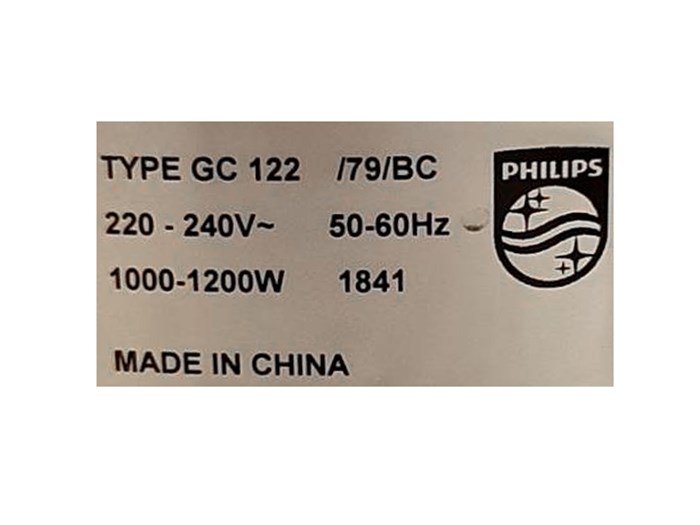 TYPE GC 122 /79/BC
220 - 240V~ 50-60Hz
1000-1200W 1841
MADE IN CHINA
PHILIPS